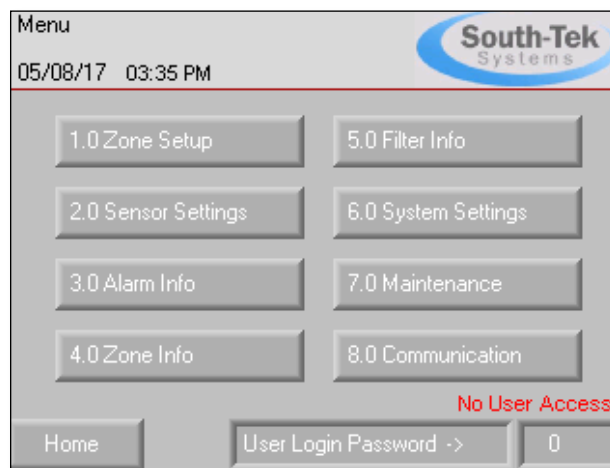 Menu
South-Tek
Systems
05/08/17 03:35 PM
1.0 Zone Setup
5.0 Filter Info
2.0 Sensor Settings
6.0 System Settings
3.0 Alarm Info
7.0 Maintenance
4.0 Zone Info
8.0 Communication
No User Access
Home
User Login Password ->
0